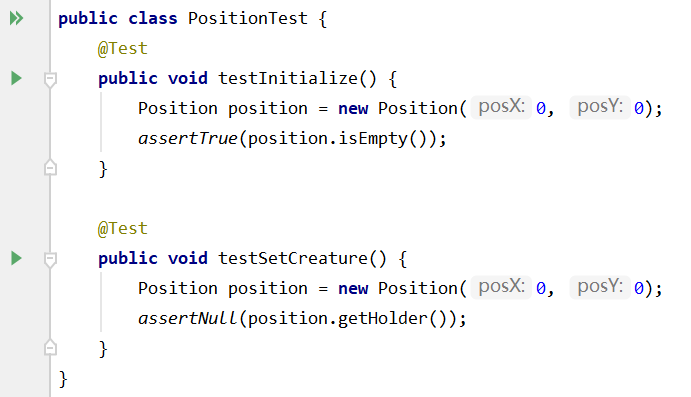 public class PositionTest {
@Test
public void testInitialize() {
Position position = new Position( posX: 0, posY: 0);
assertTrue(position.isEmpty());
}
@Test
public void testSetCreature() {
Position position = new Position( posX: 0, posY: 0);
assertNull(position.getHolder());
}
}